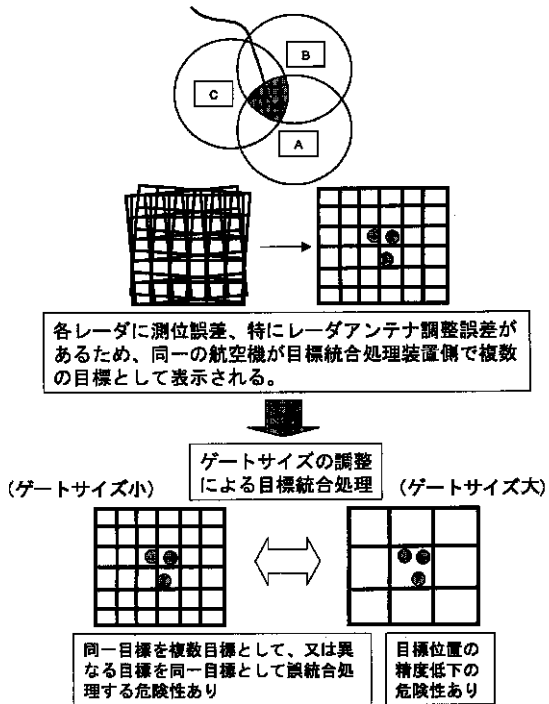 B
C
A
各レーダに測位誤差、特にレーダアンテナ調整誤差が
あるため、同一の航空機が目標統合処理装置側で複数
の目標として表示される。
ゲートサイズの調整
による目標統合処理
(ゲートサイズ小)
(ゲートサイズ大)
同一目標を複数目標として、又は異
なる目標を同一目標として誤統合処
理する危険性あり
目標位置の
精度低下の
危険性あり